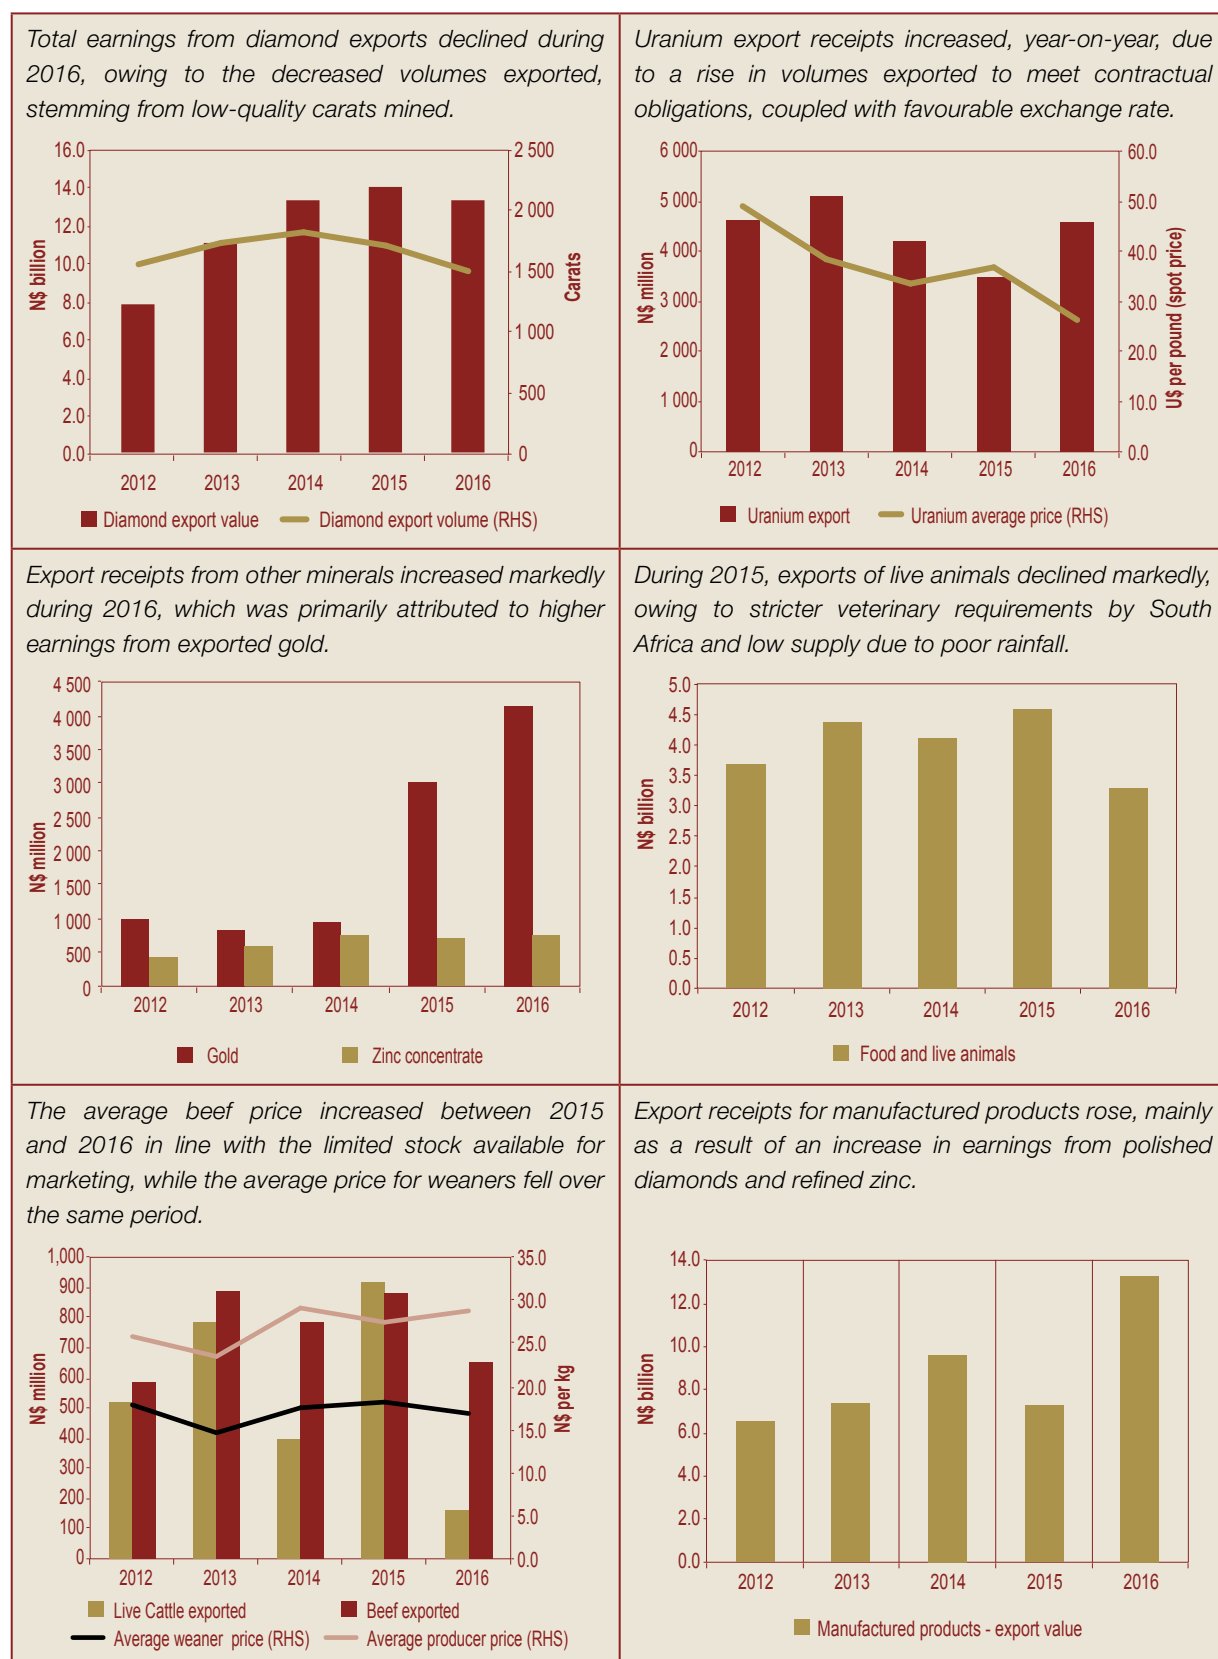 Total earnings from diamond exports declined during
2016, owing to the decreased volumes exported,
stemming from low-quality carats mined.
16.0
14.0
12.0
10.0
8.0
6.0
4.0
2.0
0.0
N$ billion
2 500
2 000
1 500
1 000
500
0
Carats
2012 2013 2014 2015 2016
Diamond export value Diamond export volume (RHS)
Uranium export receipts increased, year-on-year, due
to a rise in volumes exported to meet contractual
obligations, coupled with favourable exchange rate.
6 000
5 000
4 000
3 000
2 000
1 000
0
N$ million
60.0
50.0
40.0
30.0
20.0
10.0
0.0
U$ per pound (spot price)
2012 2013 2014 2015 2016
Uranium export Uranium average price (RHS)
Export receipts from other minerals increased markedly
during 2016, which was primarily attributed to higher
earnings from exported gold.
4 500
4 000
3 500
3 000
2 500
2 000
1 500
1 000
500
0
N$ million
2012 2013 2014 2015 2016
Gold Zinc concentrate
During 2015, exports of live animals declined markedly,
owing to stricter veterinary requirements by South
Africa and low supply due to poor rainfall.
5.0
4.5
4.0
3.5
3.0
2.5
2.0
1.5
1.0
0.5
0.0
N$ billion
2012 2013 2014 2015 2016
Food and live animals
The average beef price increased between 2015
and 2016 in line with the limited stock available for
marketing, while the average price for weaners fell over
the same period.
1,000
900
800
700
600
500
400
300
200
100
0
N$ million
35.0
30.0
25.0
20.0
15.0
10.0
5.0
0.0
N$ per kg
2012 2013 2014 2015 2016
Live Cattle exported Beef exported
Average weaner price (RHS) Average producer price (RHS)
Export receipts for manufactured products rose, mainly
as a result of an increase in earnings from polished
diamonds and refined zinc.
14.0
12.0
10.0
8.0
6.0
4.0
2.0
0.0
N$ billion
2012 2013 2014 2015 2016
Manufactured products - export value